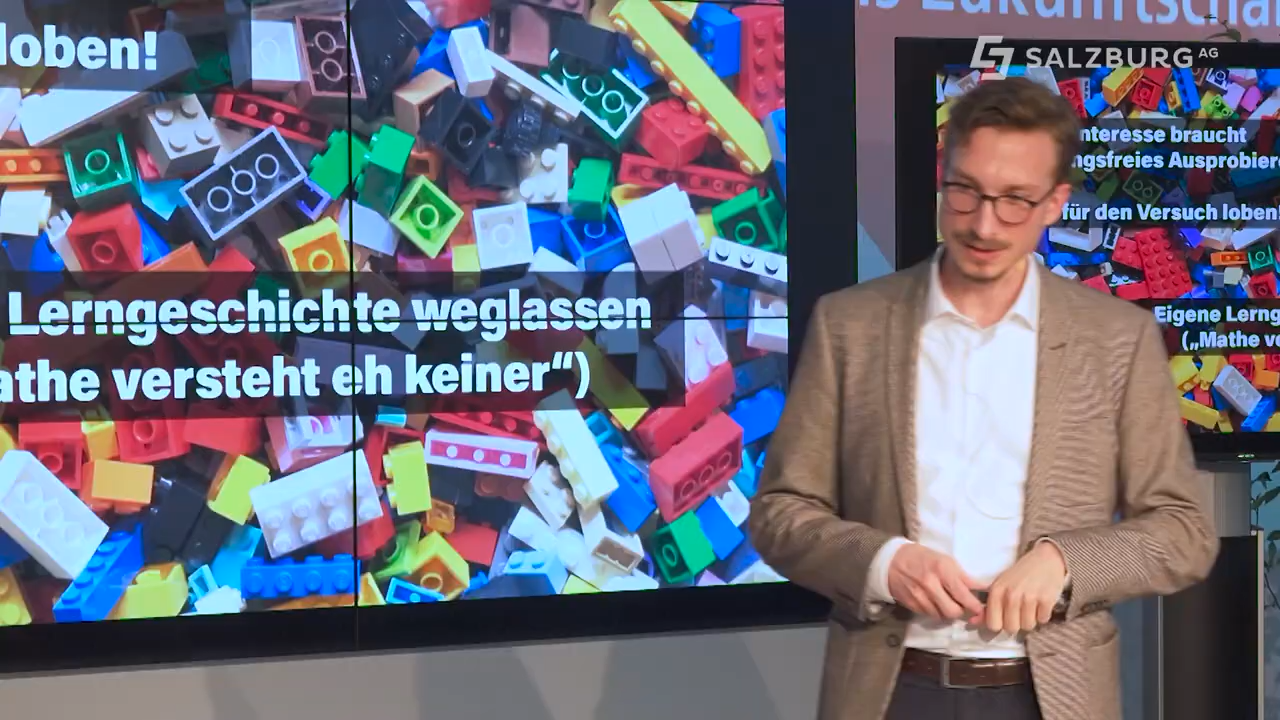 loben!
Lerngeschichte weglassen
athe versteht eh keiner“)
s Zukunftscha
SALZBURG AG
nteresse braucht
ngsfreies Ausprobiere
für den Versuch loben
Eigene Lerng
(„Mathe ve